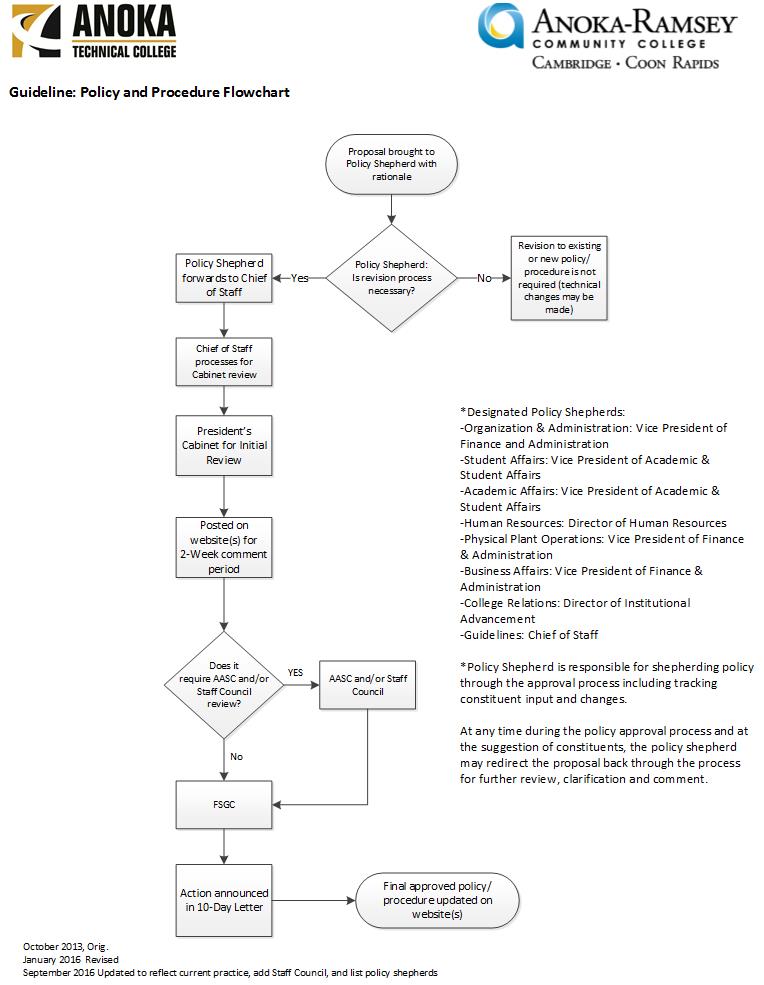 ANOKA
TECHNICAL COLLEGE
ANOKA-RAMSEY
COMMUNITY COLLEGE
CAMBRIDGE • COON RAPIDS
Guideline: Policy and Procedure Flowchart
Proposal brought to
Policy Shepherd with
rationale
Policy Shepherd:
Is revision process
necessary?
Yes
No
Policy Shepherd
forwards to Chief
of Staff
Revision to existing
or new policy/
procedure is not
required (technical
changes may be
made)
Chief of Staff
processes for
Cabinet review
President's
Cabinet for Initial
Review
Posted on
website(s) for
2-Week comment
period
Does it
require AASC and/or
Staff Council
review?
YES
AASC and/or Staff
Council
No
FSGC
Action announced
in 10-Day Letter
Final approved policy/
procedure updated on
website(s)
*Designated Policy Shepherds:
-Organization & Administration: Vice President of
Finance and Administration
-Student Affairs: Vice President of Academic &
Student Affairs
-Academic Affairs: Vice President of Academic &
Student Affairs
-Human Resources: Director of Human Resources
-Physical Plant Operations: Vice President of Finance
& Administration
-Business Affairs: Vice President of Finance &
Administration
-College Relations: Director of Institutional
Advancement
-Guidelines: Chief of Staff
*Policy Shepherd is responsible for shepherding policy
through the approval process including tracking
constituent input and changes.
At any time during the policy approval process and at
the suggestion of constituents, the policy shepherd
may redirect the proposal back through the process
for further review, clarification and comment.
October 2013, Orig.
January 2016 Revised
September 2016 Updated to reflect current practice, add Staff Council, and list policy shepherds